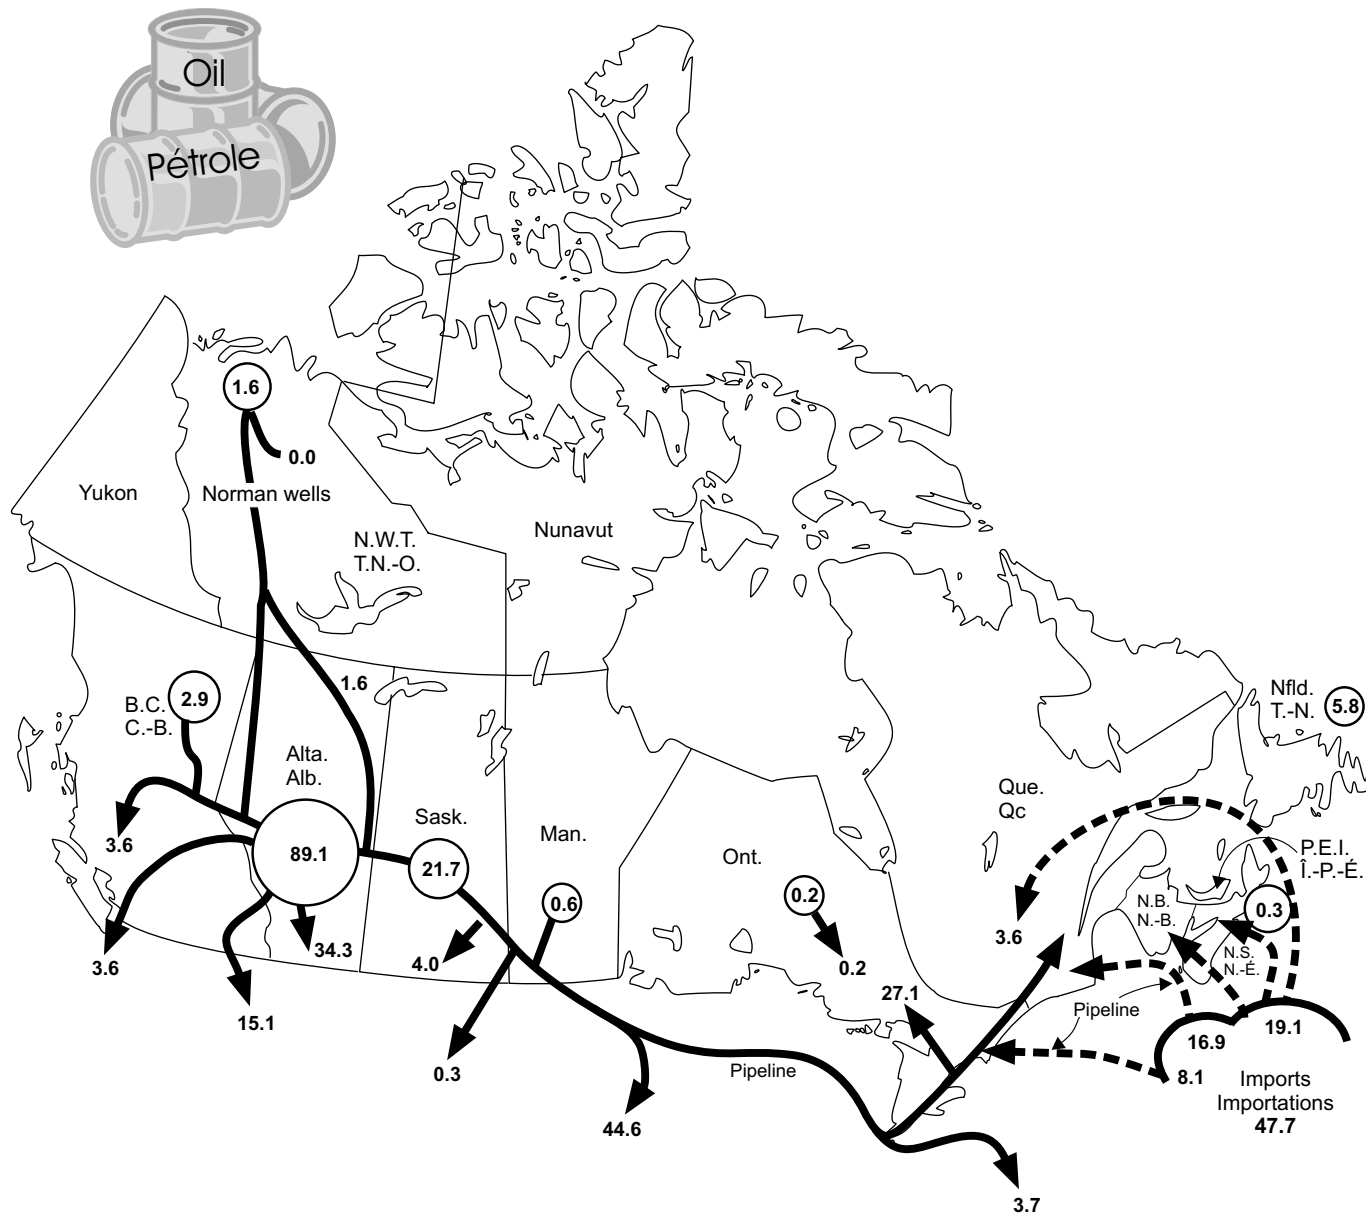 Oil
Pétrole
1.6
0.0
Yukon
Norman wells
N.W.T.
T.N.-O.
Nunavut
1.6
B.C.
C.-B.
2.9
Nfld.
T.-N.
5.8
Alta.
Alb.
Que.
Qc
Sask.
Man.
Ont.
3.6
89.1
21.7
P.E.I.
Î.-P.-É.
0.6
0.2
N.B.
N.-B.
0.3
3.6
34.3
4.0
0.2
3.6
N.S.
N.-É.
27.1
15.1
Pipeline
16.9
19.1
0.3
Pipeline
8.1
Imports
Importations
47.7
44.6
3.7